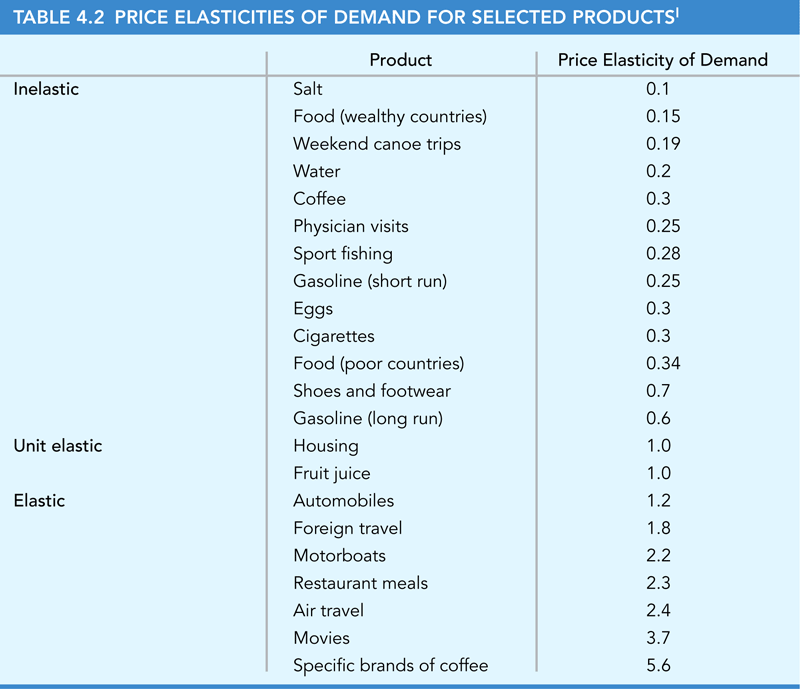 TABLE 4.2 PRICE ELASTICITIES OF DEMAND FOR SELECTED PRODUCTS¹
Product Price Elasticity of Demand
Inelastic Salt 0.1
Food (wealthy countries) 0.15
Weekend canoe trips 0.19
Water 0.2
Coffee 0.3
Physician visits 0.25
Sport fishing 0.28
Gasoline (short run) 0.25
Eggs 0.3
Cigarettes 0.3
Food (poor countries) 0.34
Shoes and footwear 0.7
Gasoline (long run) 0.6
Unit elastic Housing 1.0
Fruit juice 1.0
Elastic Automobiles 1.2
Foreign travel 1.8
Motorboats 2.2
Restaurant meals 2.3
Air travel 2.4
Movies 3.7
Specific brands of coffee 5.6